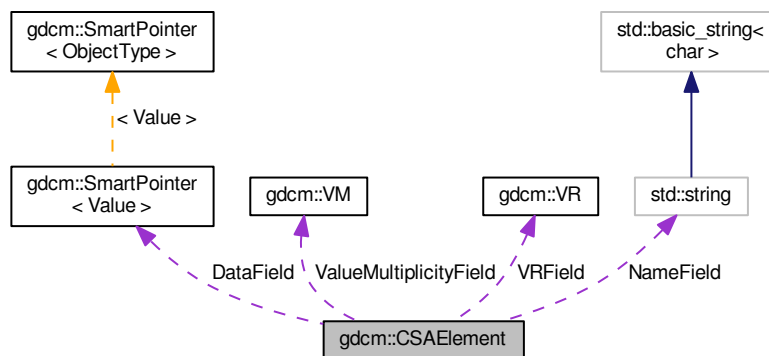 gdcm::SmartPointer
< ObjectType >
std::basic_string<
char >
< Value >
gdcm::SmartPointer
< Value >
gdcm::VM
gdcm::VR
std::string
DataField
ValueMultiplicityField
VRField
NameField
gdcm::CSAElement